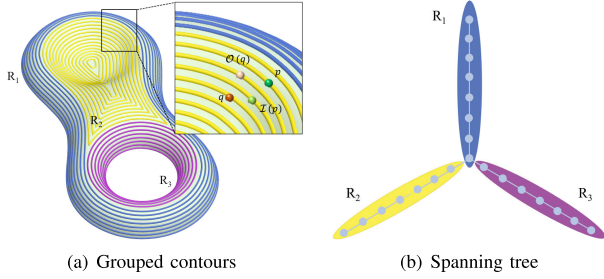 R₁
R₂
R₃
𝒪(q)
p
q
ℐ(p)
(a) Grouped contours
R₁
R₂
R₃
(b) Spanning tree